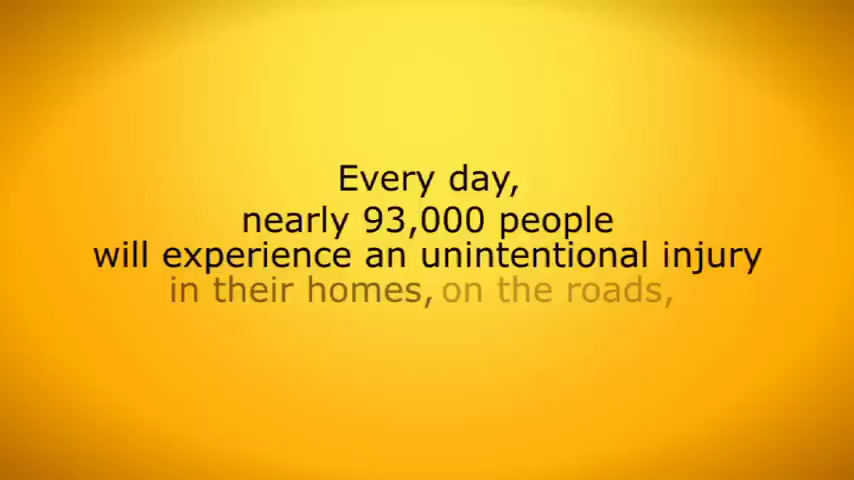 Every day,
nearly 93,000 people
will experience an unintentional injury
in their homes, on the roads,